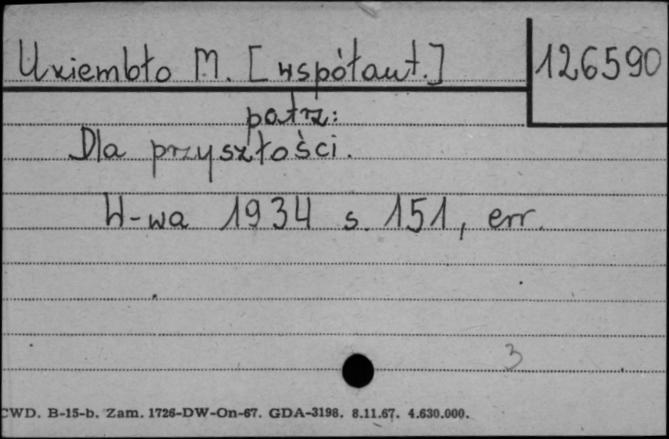 Uziembło M. [współaut.]
126590
patrz:
Dla przyszłości.
W-wa 1934 s. 151, err.
3
CWD. B-15-b. Zam. 1726-DW-On-67. GDA-3198. 8.11.67. 4.630.000.